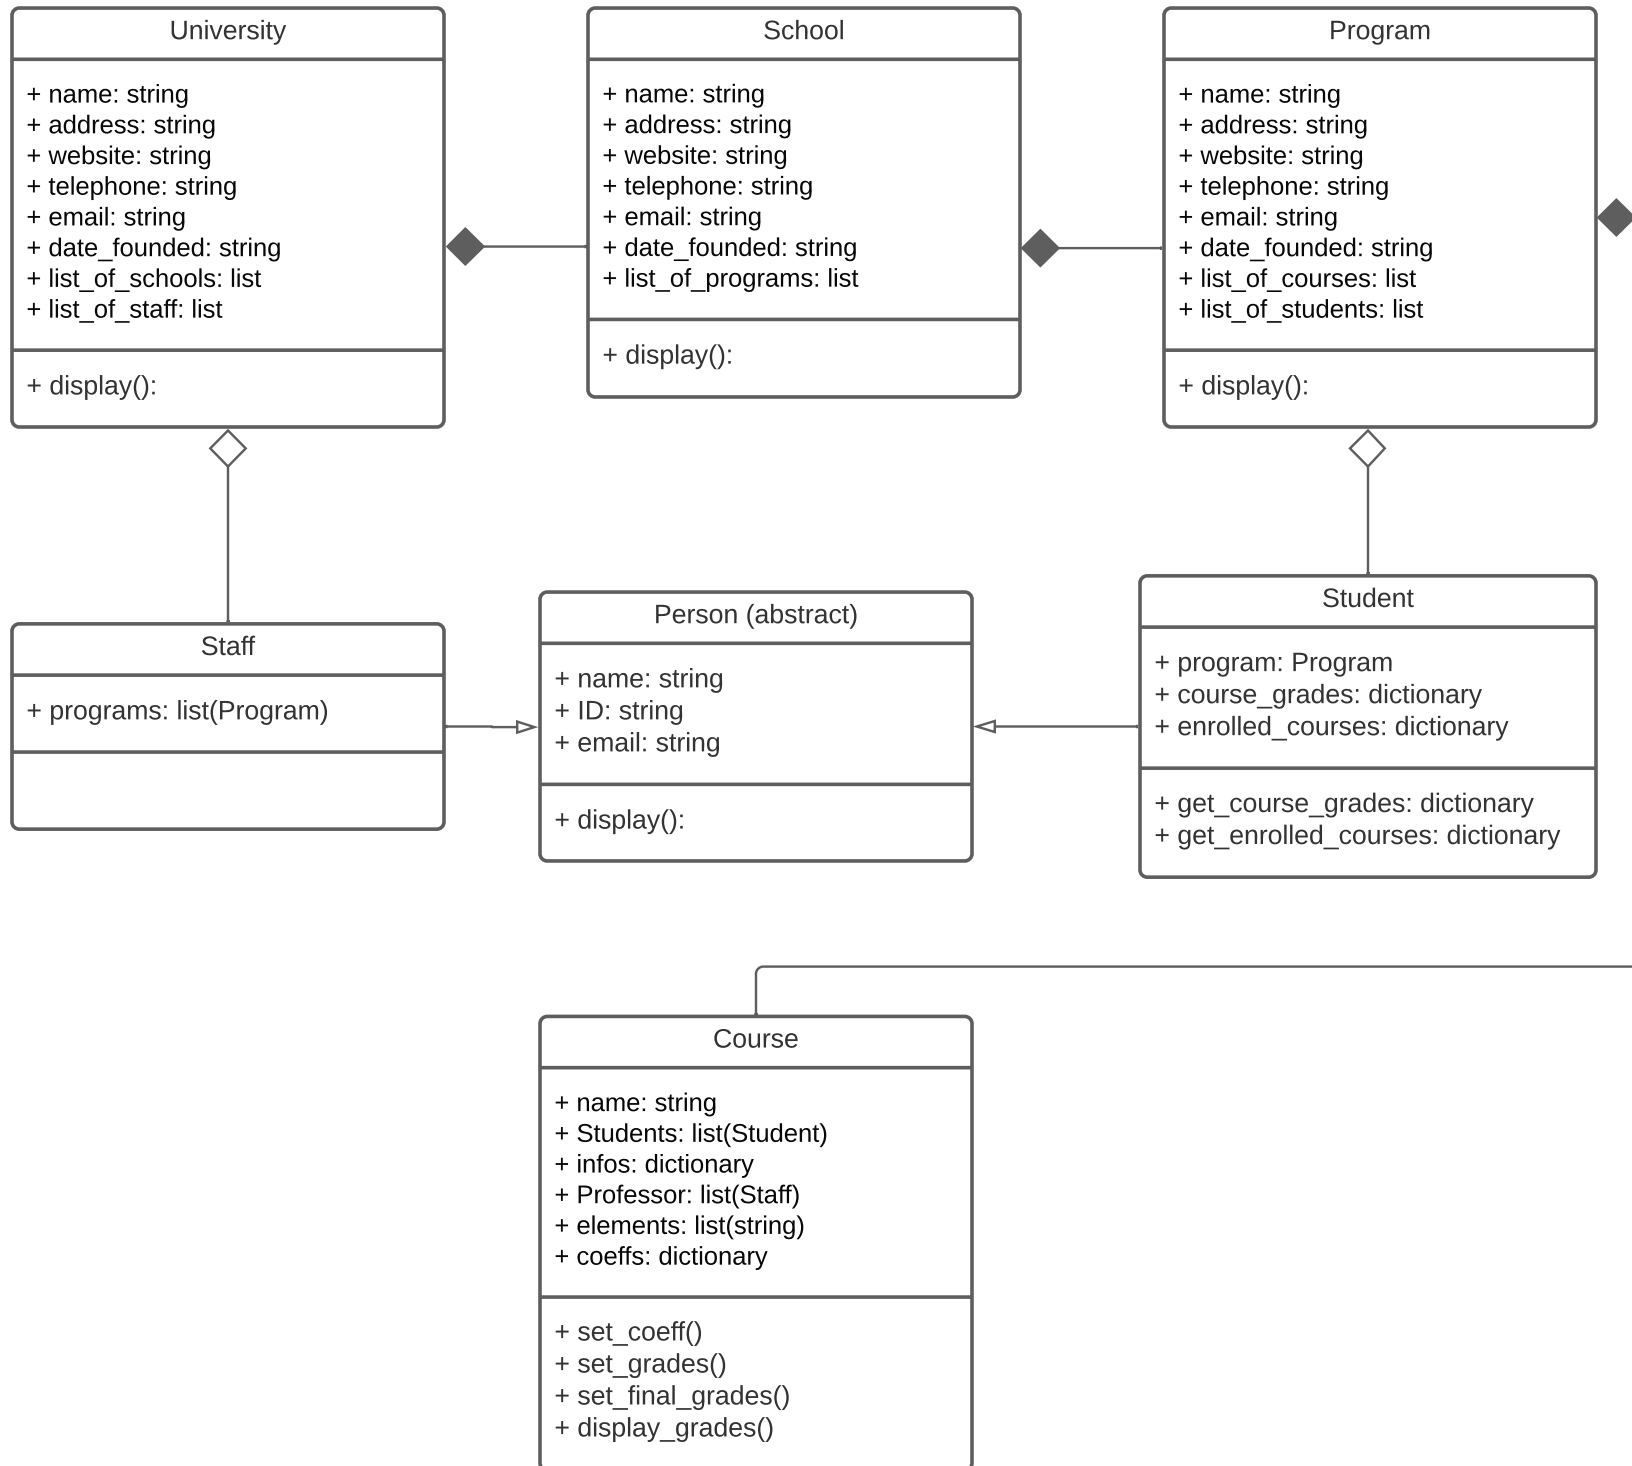 University
+ name: string
+ address: string
+ website: string
+ telephone: string
+ email: string
+ date_founded: string
+ list_of_schools: list
+ list_of_staff: list
+ display():
School
+ name: string
+ address: string
+ website: string
+ telephone: string
+ email: string
+ date_founded: string
+ list_of_programs: list
+ display():
Program
+ name: string
+ address: string
+ website: string
+ telephone: string
+ email: string
+ date_founded: string
+ list_of_courses: list
+ list_of_students: list
+ display():
Staff
+ programs: list(Program)
Person (abstract)
+ name: string
+ ID: string
+ email: string
+ display():
Student
+ program: Program
+ course_grades: dictionary
+ enrolled_courses: dictionary
+ get_course_grades: dictionary
+ get_enrolled_courses: dictionary
Course
+ name: string
+ Students: list(Student)
+ infos: dictionary
+ Professor: list(Staff)
+ elements: list(string)
+ coeffs: dictionary
+ set_coeff()
+ set_grades()
+ set_final_grades()
+ display_grades()